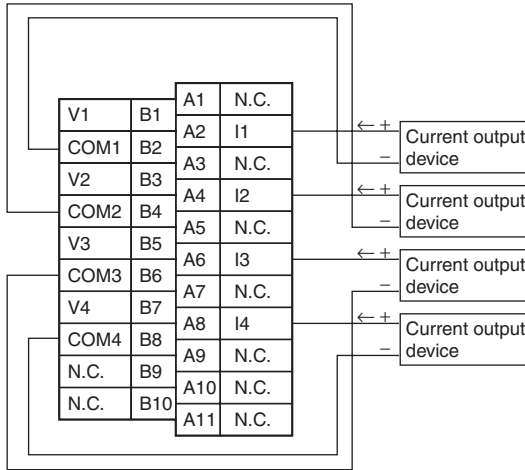 V1 B1
COM1 B2
V2 B3
COM2 B4
V3 B5
COM3 B6
V4 B7
COM4 B8
N.C. B9
N.C. B10
A1 N.C.
A2 I1
A3 N.C.
A4 I2
A5 N.C.
A6 I3
A7 N.C.
A8 I4
A9 N.C.
A10 N.C.
A11 N.C.
← +
−
Current output
device
← +
−
Current output
device
← +
−
Current output
device
← +
−
Current output
device